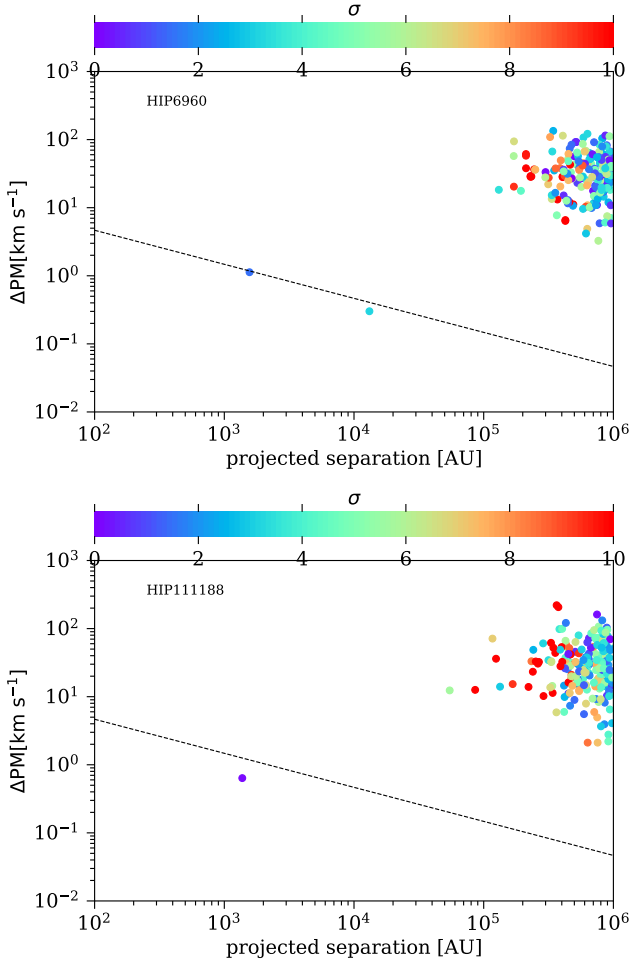 σ
0 2 4 6 8 10
10³
HIP6960
10²
10¹
ΔPM[km s⁻¹]
10⁰
10⁻¹
10⁻²
10² 10³ 10⁴ 10⁵ 10⁶
projected separation [AU]
σ
0 2 4 6 8 10
10³
HIP111188
10²
10¹
ΔPM[km s⁻¹]
10⁰
10⁻¹
10⁻²
10² 10³ 10⁴ 10⁵ 10⁶
projected separation [AU]